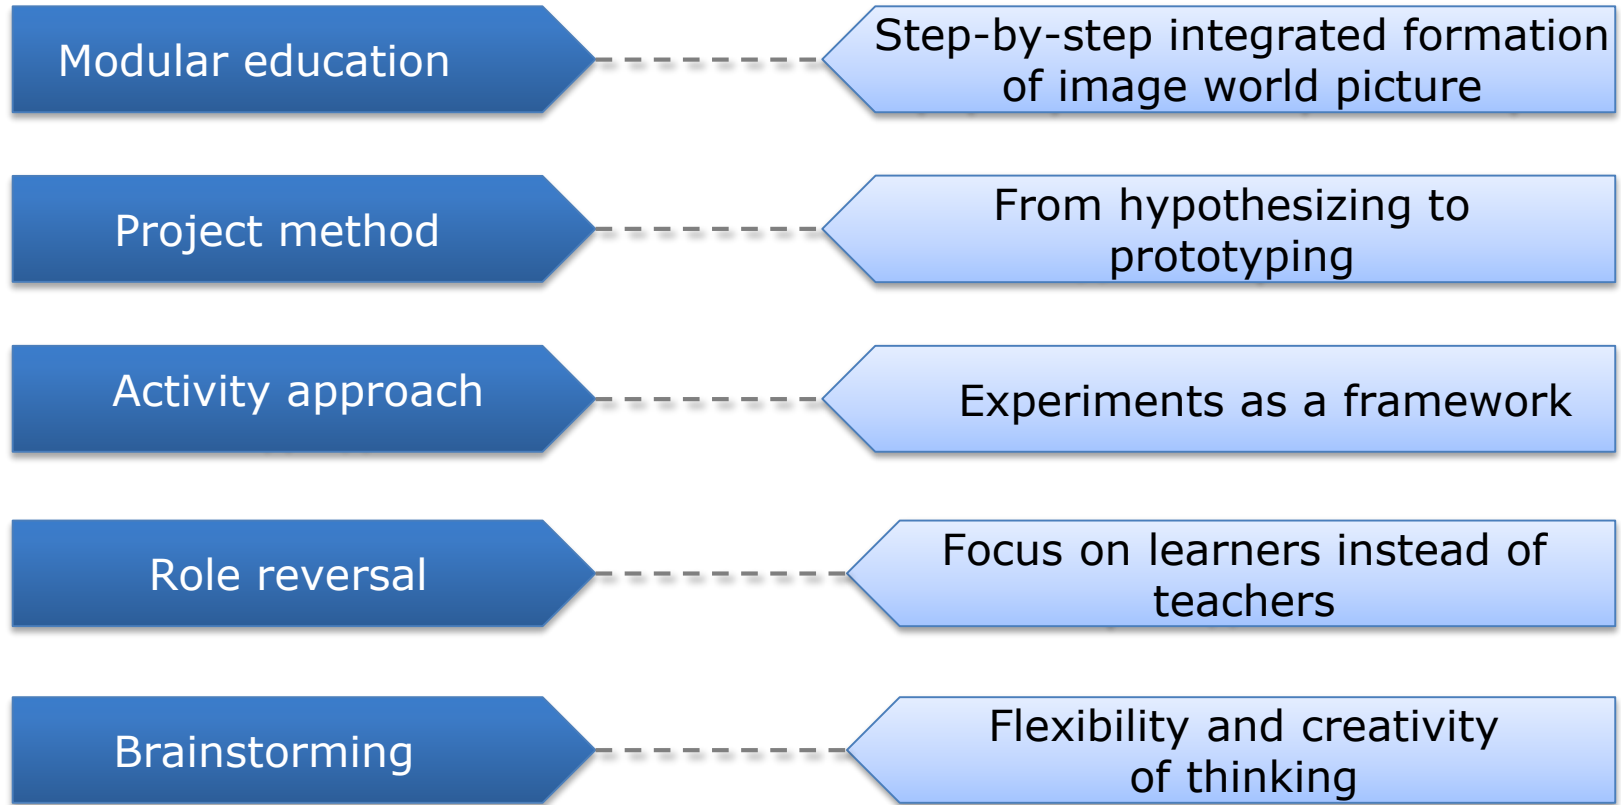 Modular education
Step-by-step integrated formation
of image world picture
Project method
From hypothesizing to
prototyping
Activity approach
Experiments as a framework
Role reversal
Focus on learners instead of
teachers
Brainstorming
Flexibility and creativity
of thinking